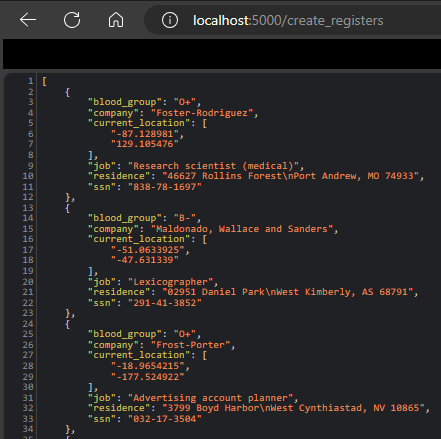 localhost:5000/create_registers
1 [
2 {
3 "blood_group": "O+",
4 "company": "Foster-Rodriguez",
5 "current_location": [
6 "-87.128981",
7 "129.105476"
8 ],
9 "job": "Research scientist (medical)",
10 "residence": "46627 Rollins Forest\nPort Andrew, MO 74933",
11 "ssn": "838-78-1697"
12 },
13 {
14 "blood_group": "B-",
15 "company": "Maldonado, Wallace and Sanders",
16 "current_location": [
17 "-51.0633925",
18 "-47.631339"
19 ],
20 "job": "Lexicographer",
21 "residence": "02951 Daniel Park\nWest Kimberly, AS 68791",
22 "ssn": "291-41-3852"
23 },
24 {
25 "blood_group": "O+",
26 "company": "Frost-Porter",
27 "current_location": [
28 "-18.9654215",
29 "-177.524922"
30 ],
31 "job": "Advertising account planner",
32 "residence": "3799 Boyd Harbor\nWest Cynthiastad, NV 10865",
33 "ssn": "032-17-3504"
34 },